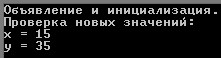 Объявление и инициализация.
Проверка новых значений:
x = 15
y = 35